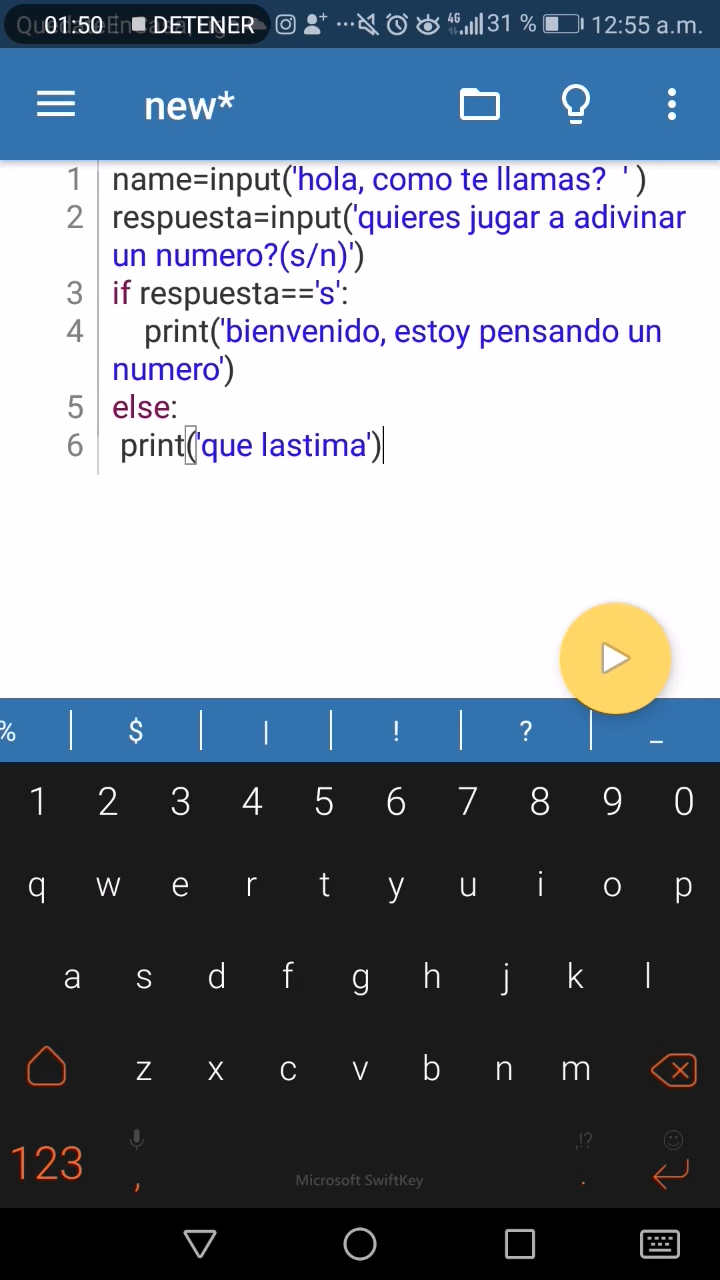 01:50 DETENER 4G 31 % 12:55 a.m.
new*
1 name=input('hola, como te llamas?  ' )
2 respuesta=input('quieres jugar a adivinar
un numero?(s/n)')
3 if respuesta=='s':
4     print('bienvenido, estoy pensando un
numero')
5 else:
6  print('que lastima')
% $ | ! ? _
1 2 3 4 5 6 7 8 9 0
q w e r t y u i o p
a s d f g h j k l
z x c v b n m
,!?
123 , Microsoft SwiftKey .